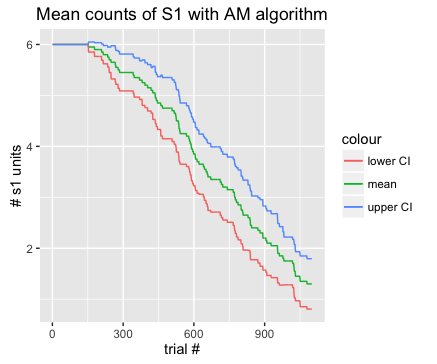 Mean counts of S1 with AM algorithm
6
4
2
# s1 units
0
300
600
900
trial #
colour
lower CI
mean
upper CI